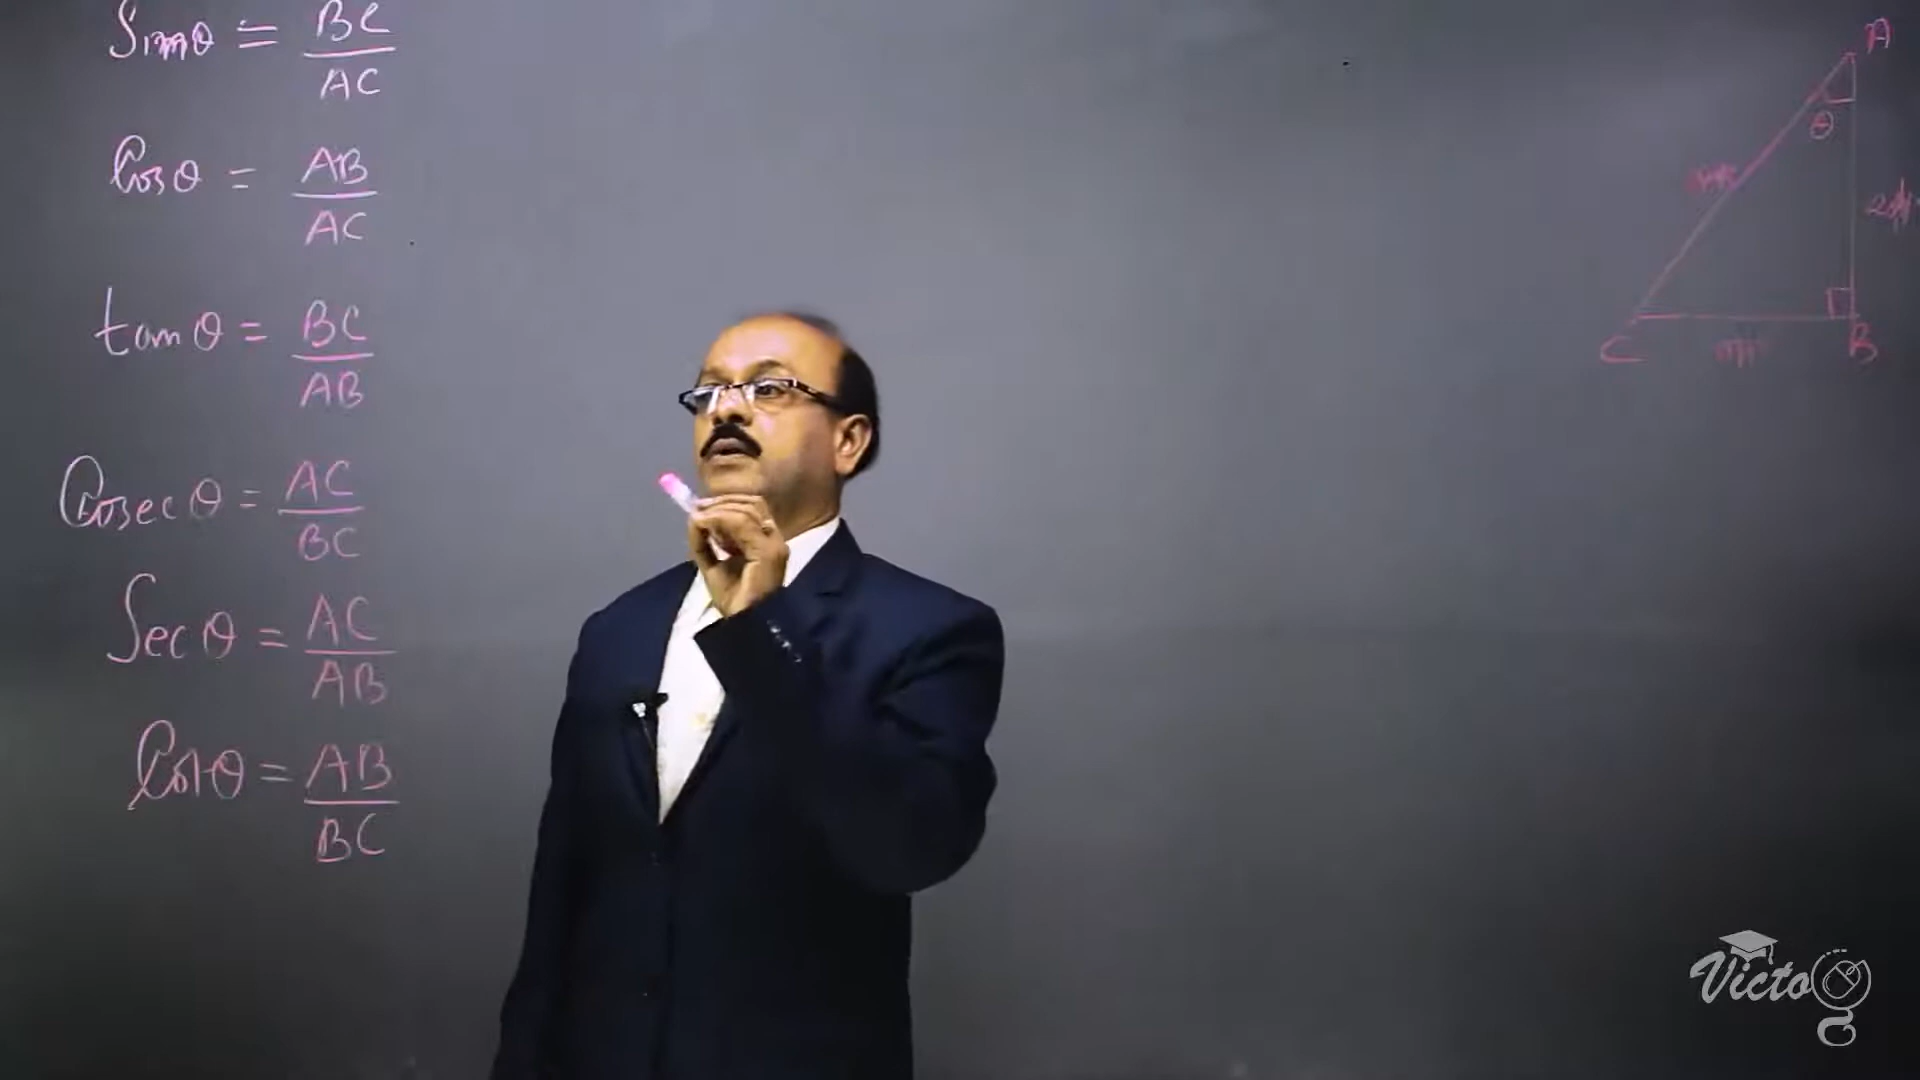 Sinθ = BC/AC
Cosθ = AB/AC
tanθ = BC/AB
Cosecθ = AC/BC
Secθ = AC/AB
Cotθ = AB/BC
A
θ
C
B
Victo